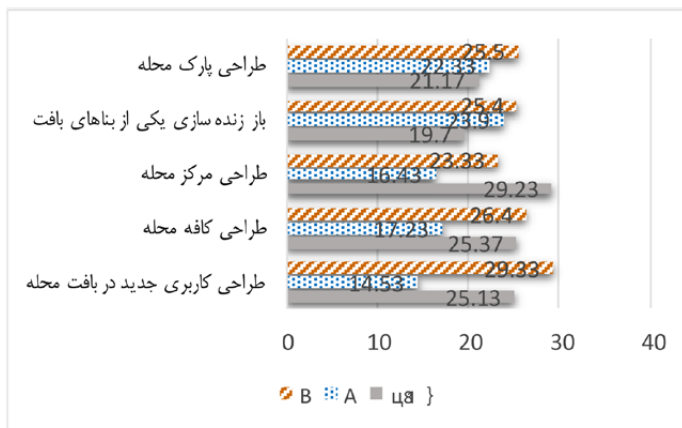 طراحی پارک محله
25.5
22.33
21.17
باز زنده سازی یکی از بناهای بافت
25.4
23.9
19.7
طراحی مرکز محله
23.33
16.43
29.23
طراحی کافه محله
26.4
17.23
25.37
طراحی کاربری جدید در بافت محله
29.33
14.53
25.13
0 10 20 30 40
B A